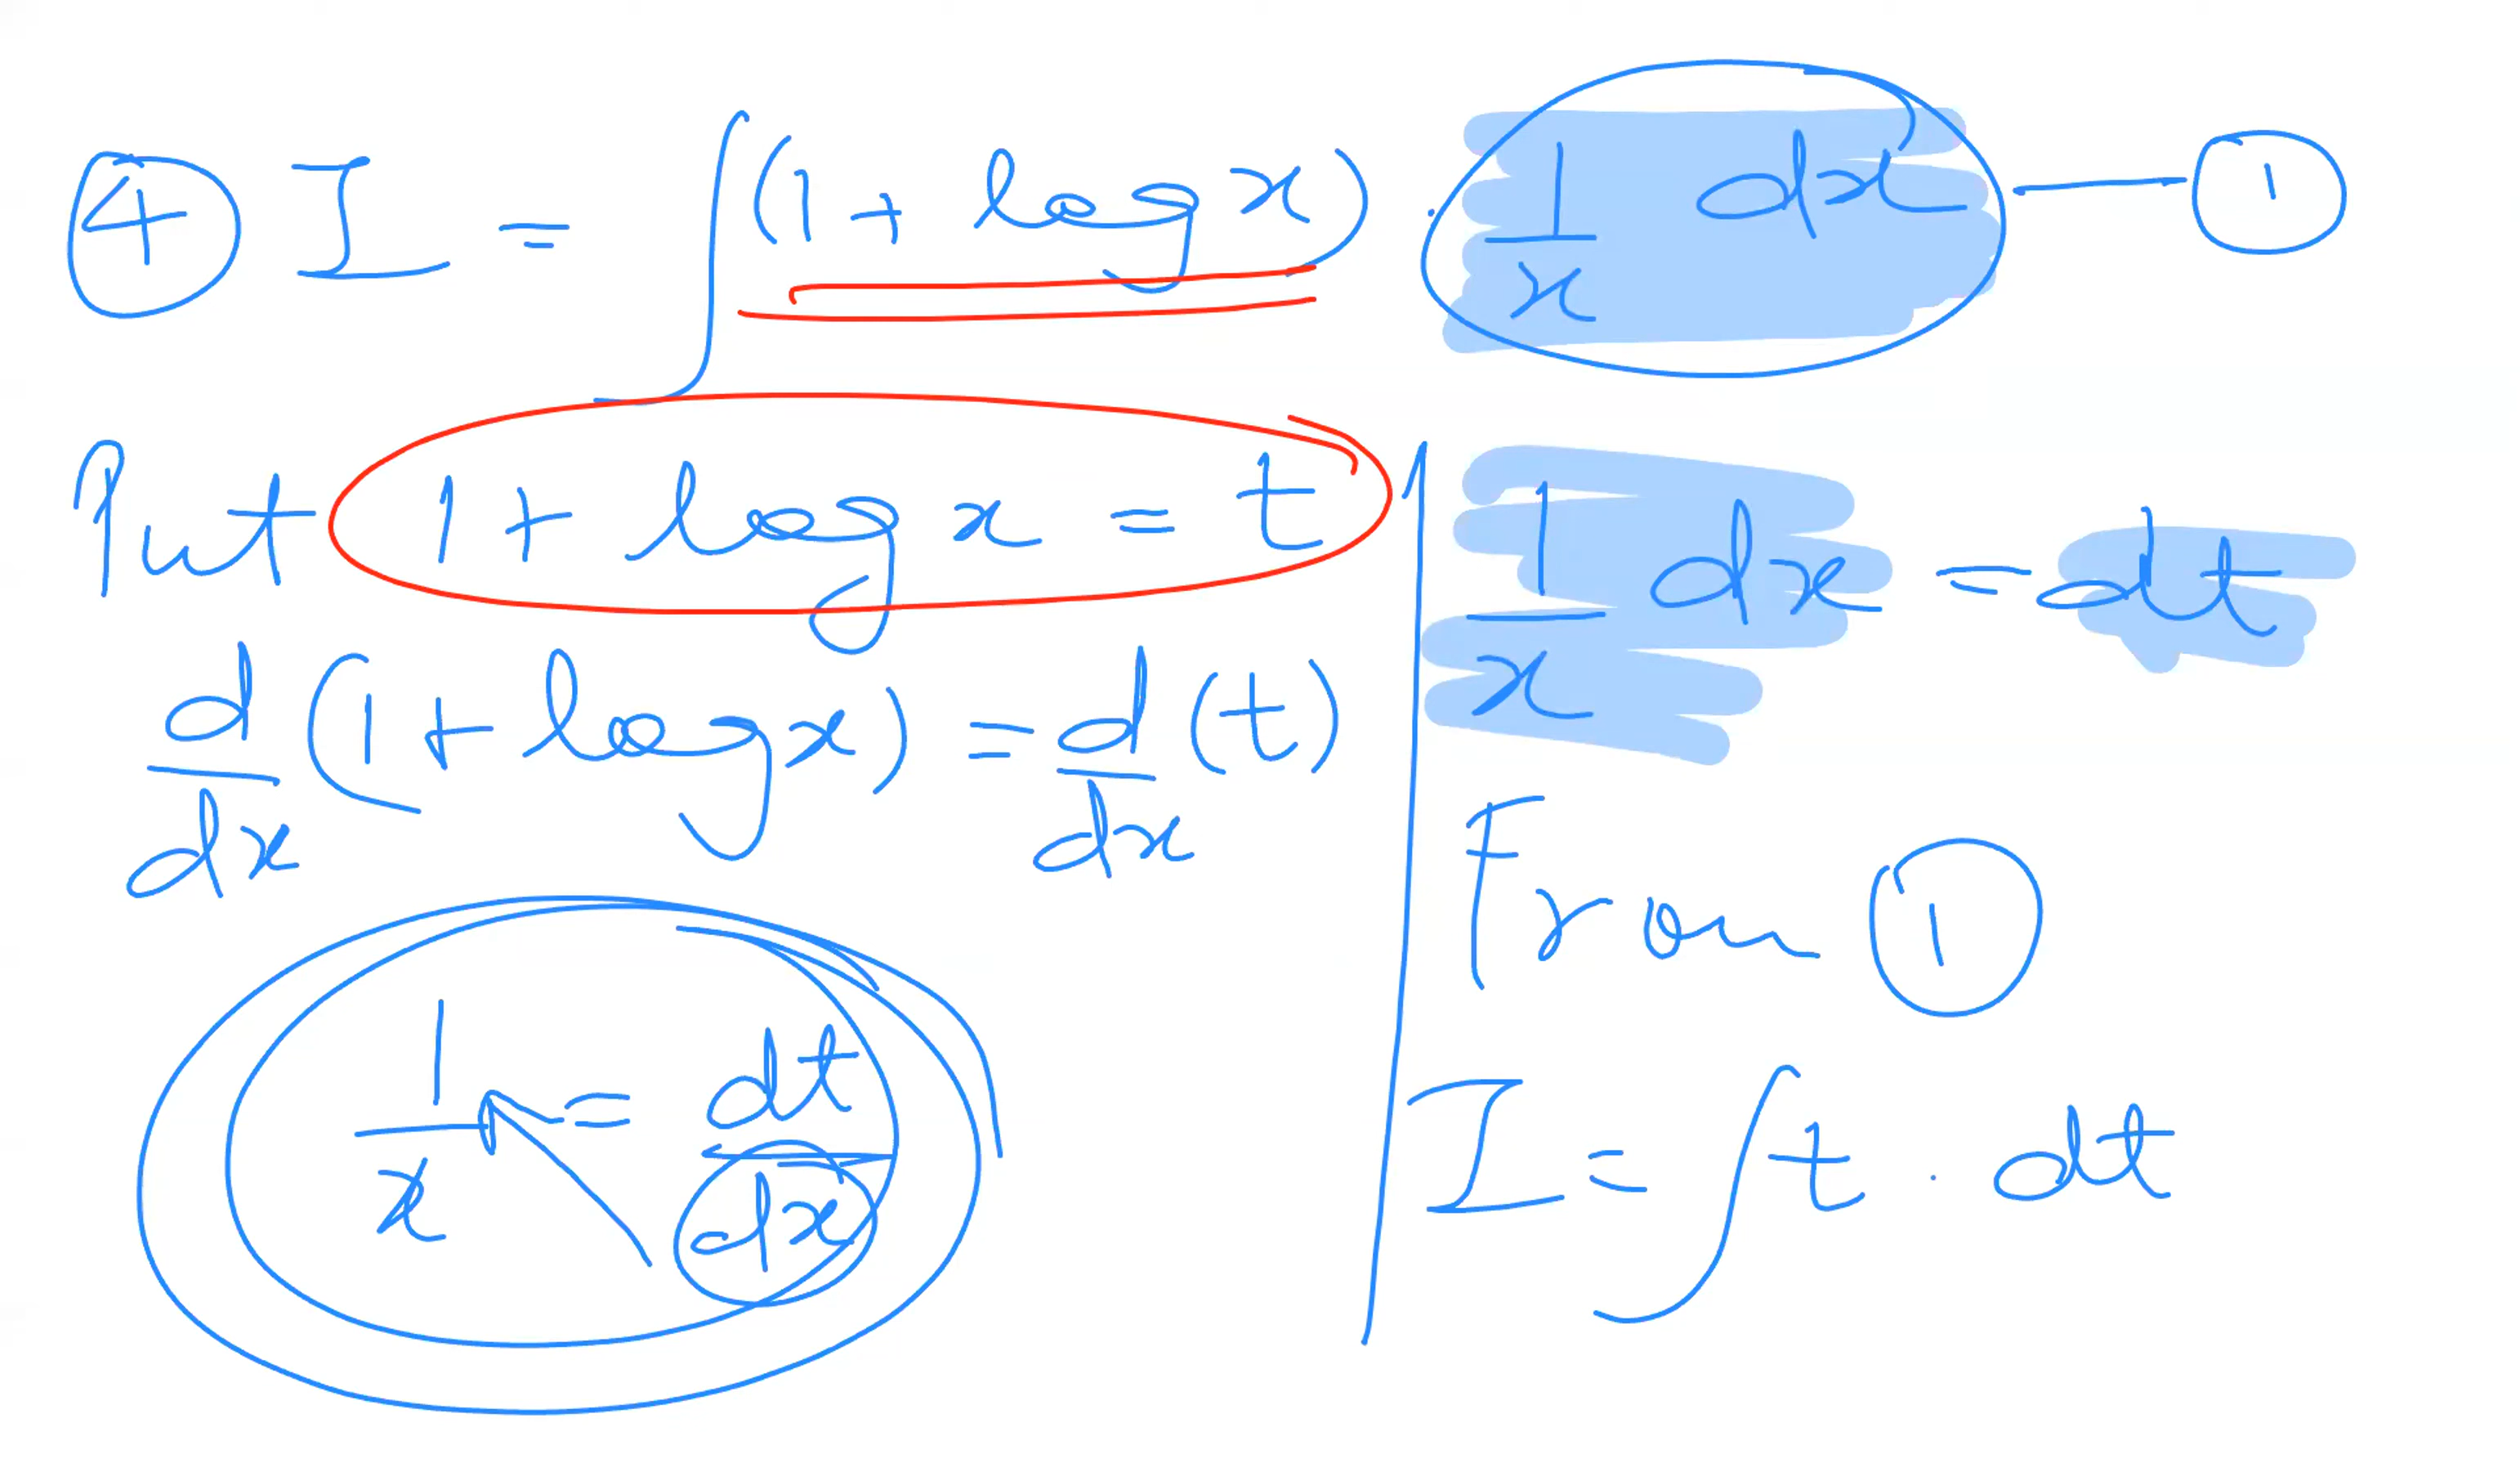 ④ I = ∫(1 + log x) · 1/x dx — ①
Put 1 + log x = t
d/dx (1 + log x) = d/dx (t)
1/x = dt/dx
1/x dx = dt
From ①
I = ∫ t · dt